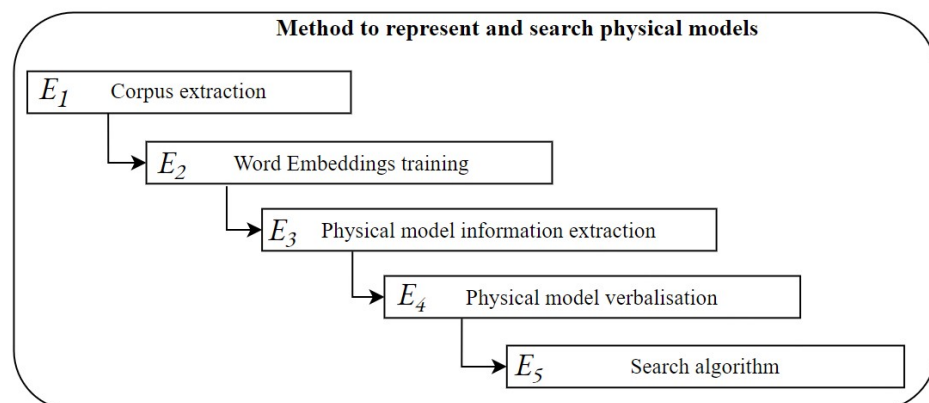 Method to represent and search physical models
E1 Corpus extraction
E2 Word Embeddings training
E3 Physical model information extraction
E4 Physical model verbalisation
E5 Search algorithm